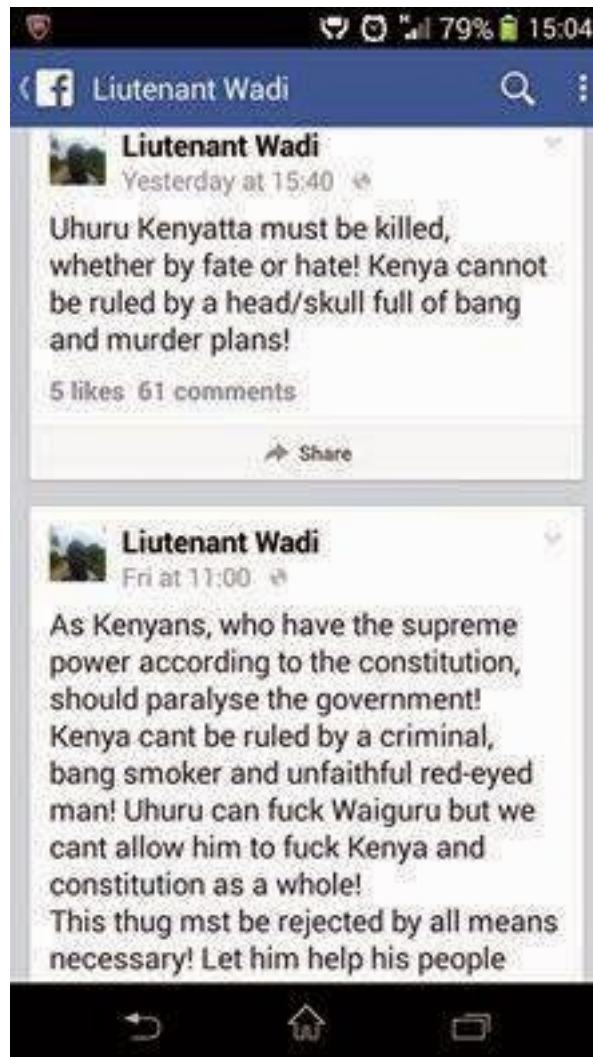 79% 15:04
Liutenant Wadi
Liutenant Wadi
Yesterday at 15:40
Uhuru Kenyatta must be killed,
whether by fate or hate! Kenya cannot
be ruled by a head/skull full of bang
and murder plans!
5 likes 61 comments
Share
Liutenant Wadi
Fri at 11:00
As Kenyans, who have the supreme
power according to the constitution,
should paralyse the government!
Kenya cant be ruled by a criminal,
bang smoker and unfaithful red-eyed
man! Uhuru can fuck Waiguru but we
cant allow him to fuck Kenya and
constitution as a whole!
This thug mst be rejected by all means
necessary! Let him help his people